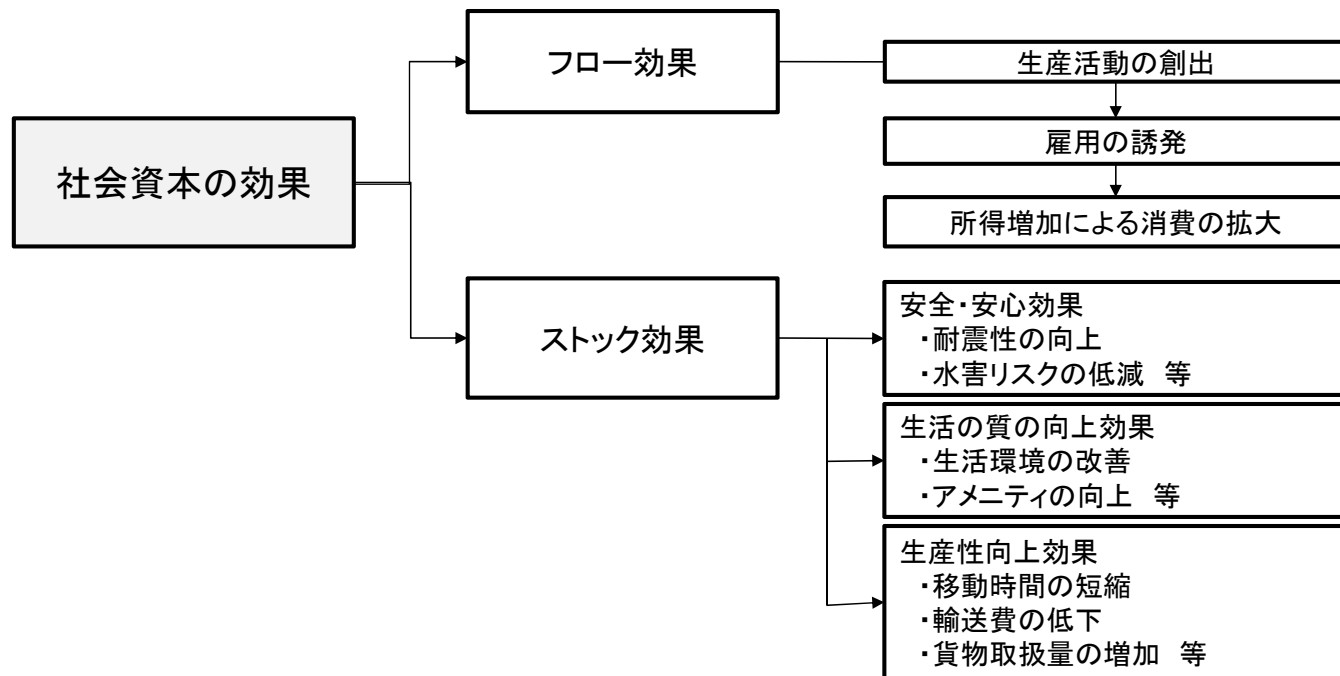 社会資本の効果
フロー効果
生産活動の創出
雇用の誘発
所得増加による消費の拡大
ストック効果
安全・安心効果
・耐震性の向上
・水害リスクの低減　等
生活の質の向上効果
・生活環境の改善
・アメニティの向上　等
生産性向上効果
・移動時間の短縮
・輸送費の低下
・貨物取扱量の増加　等